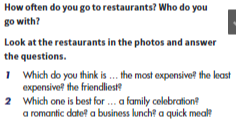 How often do you go to restaurants? Who do you
go with?
Look at the restaurants in the photos and answer
the questions.
1 Which do you think is ... the most expensive? the least
expensive? the friendliest?
2 Which one is best for ... a family celebration?
a romantic date? a business lunch? a quick meal?